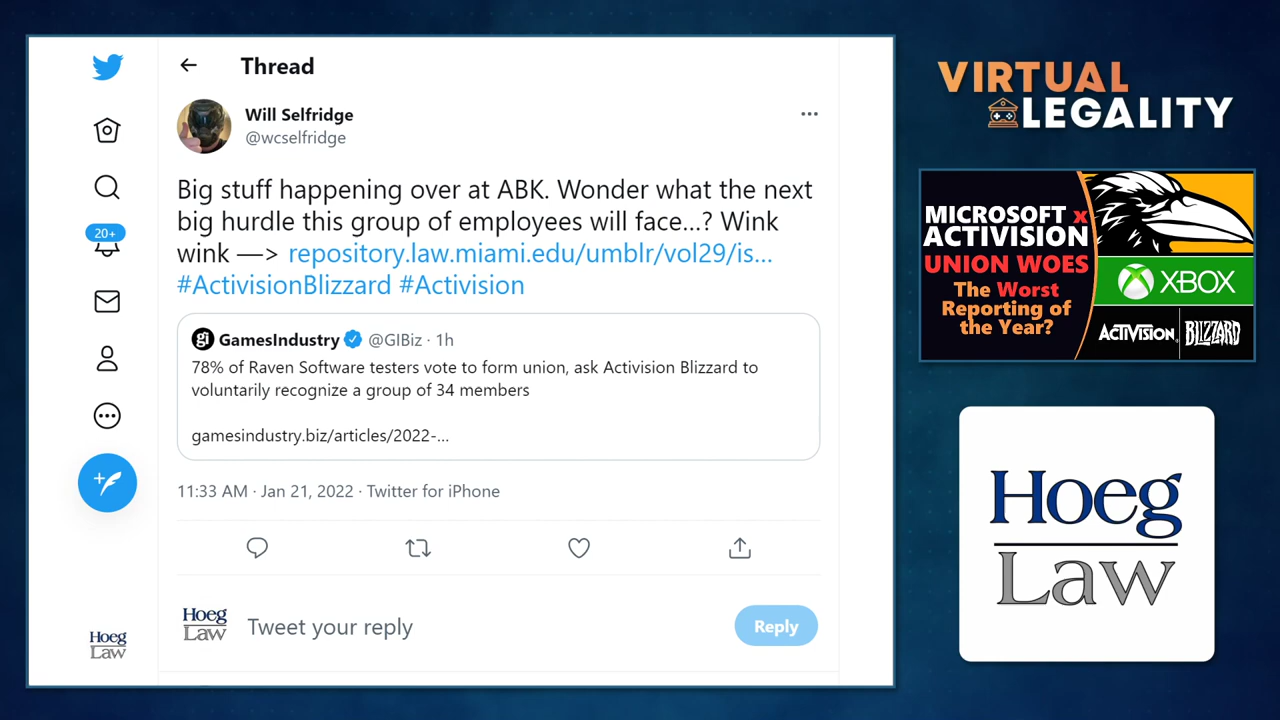 Thread
Will Selfridge
@wcselfridge
Big stuff happening over at ABK. Wonder what the next
big hurdle this group of employees will face...? Wink
wink —> repository.law.miami.edu/umblr/vol29/is...
#ActivisionBlizzard #Activision
gi GamesIndustry @GIBiz · 1h
78% of Raven Software testers vote to form union, ask Activision Blizzard to
voluntarily recognize a group of 34 members
gamesindustry.biz/articles/2022-...
11:33 AM · Jan 21, 2022 · Twitter for iPhone
Hoeg
Law
Tweet your reply
Reply
20+
Hoeg
Law
VIRTUAL
LEGALITY
MICROSOFT x
ACTIVISION
UNION WOES
The Worst
Reporting of
the Year?
XBOX
ACTIVISION
BLIZZARD
Hoeg
Law